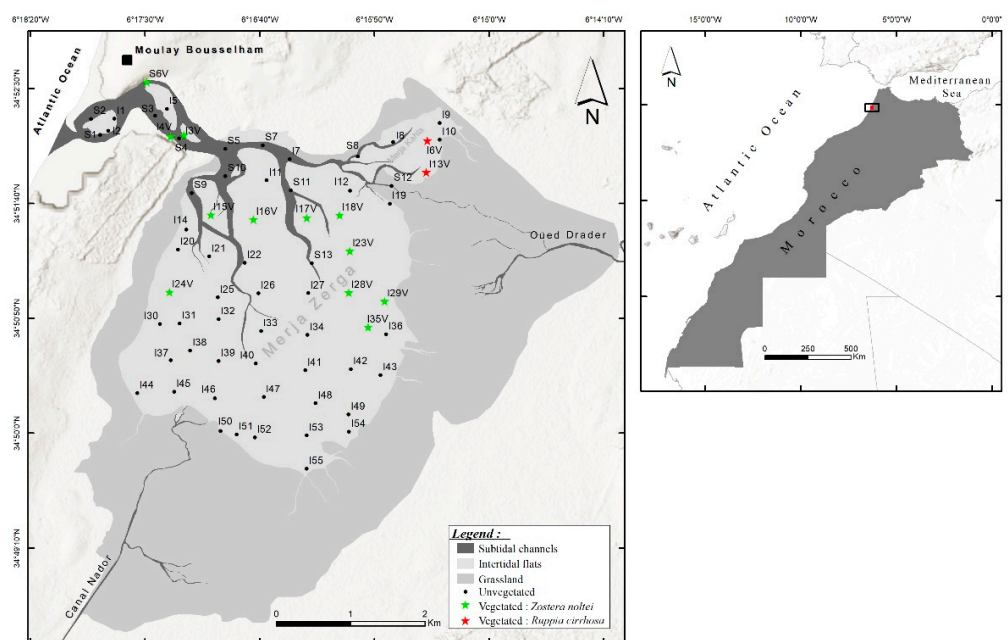 6°18'20"W
6°17'30"W
6°16'40"W
6°15'50"W
6°15'0"W
6°14'10"W
34°52'30"N
34°51'40"N
34°50'50"N
34°50'0"N
34°49'10"N
Atlantic Ocean
Moulay Bousselham
S6V
S2
I1
S3
I5
S1
I2
I4V
I3V
S4
S5
S7
I7
S8
I8
I9
I10
I6V
I13V
S10
S9
I11
S11
I12
S12
I19
I15V
I16V
I17V
I18V
I14
I20
I21
I22
S13
I23V
Oued Drader
I24V
I25
I26
I27
I28V
I29V
Merja Zerga
I30
I31
I32
I33
I34
I35V
I36
I37
I38
I39
I40
I41
I42
I43
I44
I45
I46
I47
I48
I49
I50
I51
I52
I53
I54
I55
Canal Nador
N
0 1 2
Km
Legend :
Subtidal channels
Intertidal flats
Grassland
Unvegetated
Vegetated : Zostera noltei
Vegetated : Ruppia cirrhosa
15°0'0"W
10°0'0"W
5°0'0"W
0°0'0"
N
Mediterranean
Sea
Atlantic Ocean
Morocco
0 250 500
Km